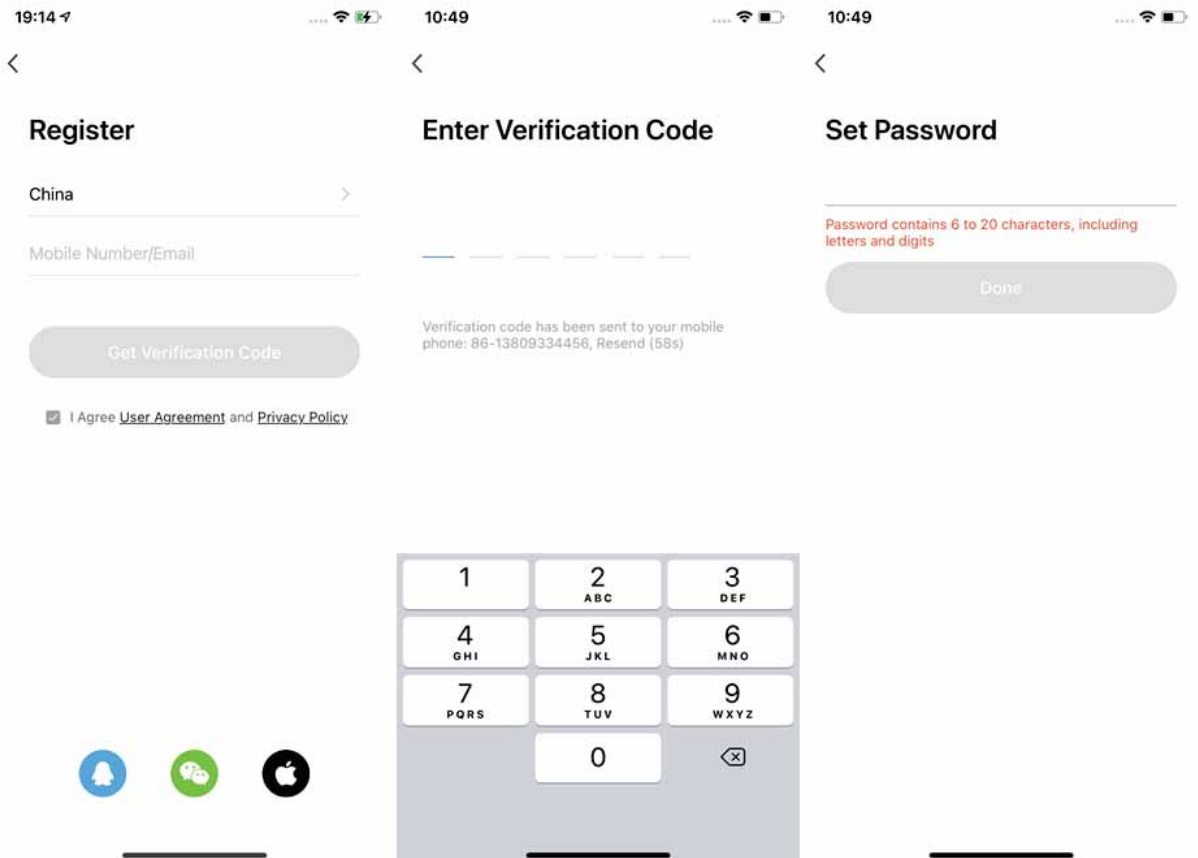 19:14
Register
China
Mobile Number/Email
Get Verification Code
I Agree User Agreement and Privacy Policy
10:49
Enter Verification Code
Verification code has been sent to your mobile
phone: 86-13809334456, Resend (58s)
1
2
ABC
3
DEF
4
GHI
5
JKL
6
MNO
7
PQRS
8
TUV
9
WXYZ
0
10:49
Set Password
Password contains 6 to 20 characters, including
letters and digits
Done